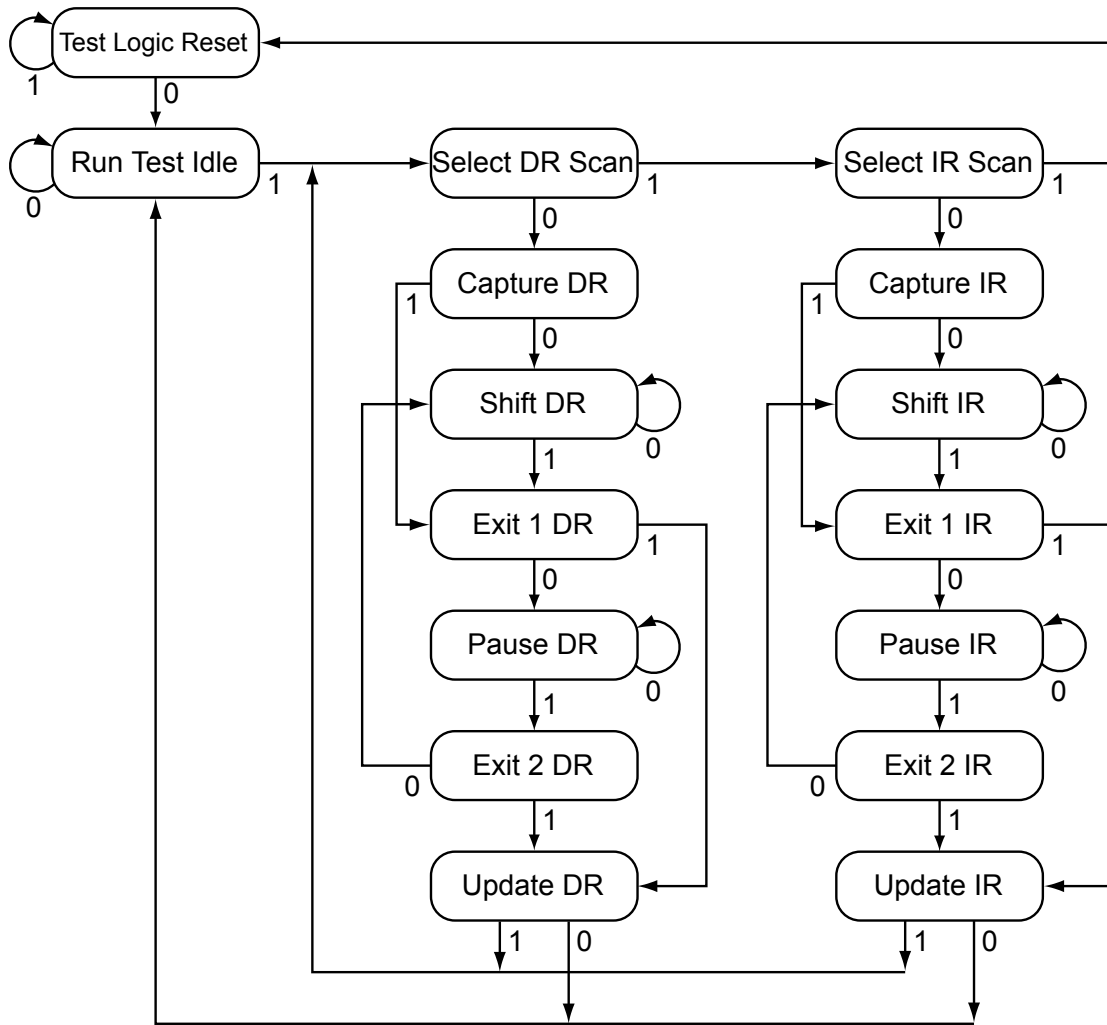 Test Logic Reset
1
0
Run Test Idle
0
1
Select DR Scan
1
Select IR Scan
1
0
0
Capture DR
1
Capture IR
1
0
0
Shift DR
0
Shift IR
0
1
1
Exit 1 DR
1
Exit 1 IR
1
0
0
Pause DR
0
Pause IR
0
1
1
Exit 2 DR
0
Exit 2 IR
0
1
1
Update DR
Update IR
1
0
1
0